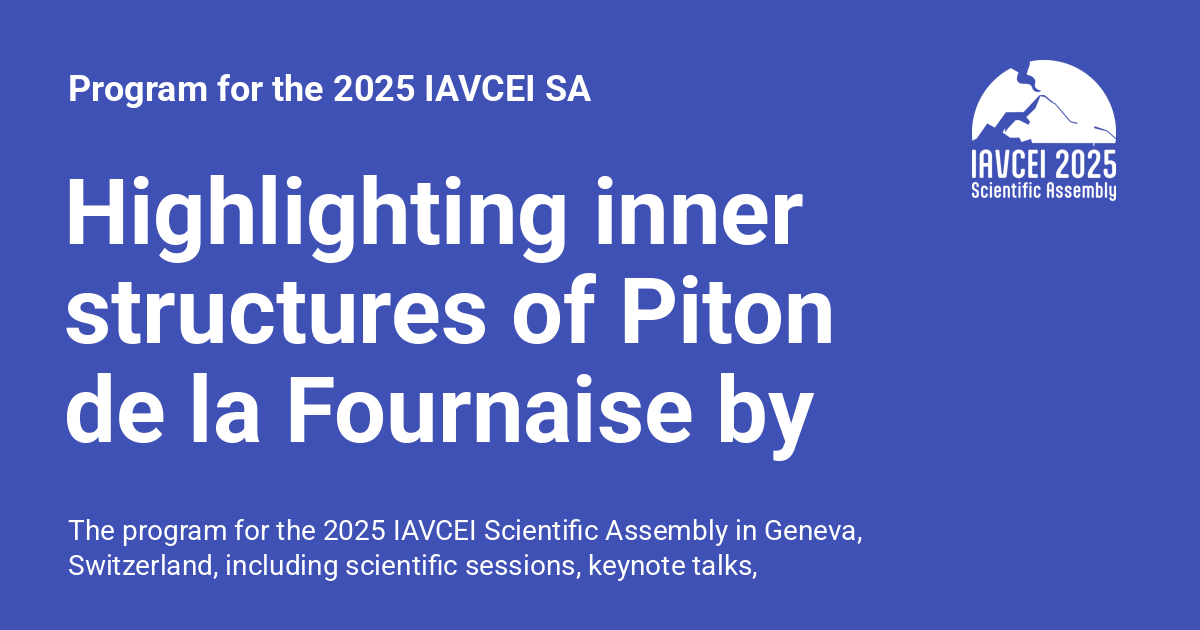 Program for the 2025 IAVCEI SA
IAVCEI 2025
Scientific Assembly
Highlighting inner
structures of Piton
de la Fournaise by
The program for the 2025 IAVCEI Scientific Assembly in Geneva,
Switzerland, including scientific sessions, keynote talks,